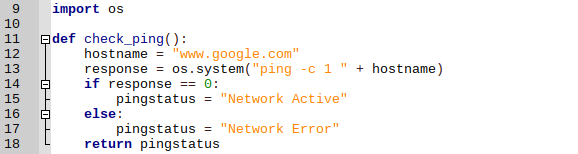 9 import os
10
11 def check_ping():
12     hostname = "www.google.com"
13     response = os.system("ping -c 1 " + hostname)
14     if response == 0:
15         pingstatus = "Network Active"
16     else:
17         pingstatus = "Network Error"
18     return pingstatus